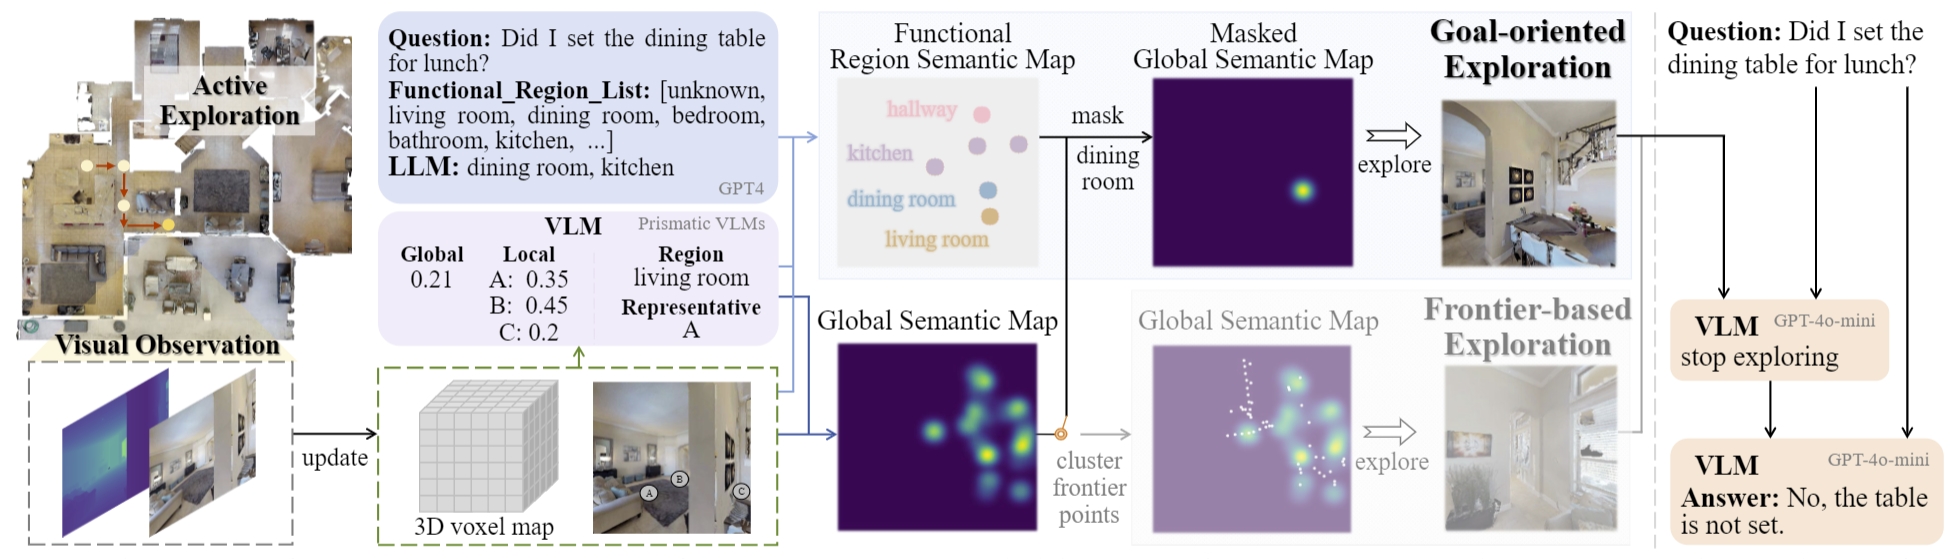 Active
Exploration
Visual Observation
update
Question: Did I set the dining table
for lunch?
Functional_Region_List: [unknown,
living room, dining room, bedroom,
bathroom, kitchen, ...]
LLM: dining room, kitchen
GPT4
VLM
Prismatic VLMs
Global
0.21
Local
A: 0.35
B: 0.45
C: 0.2
Region
living room
Representative
A
3D voxel map
A
B
C
Functional
Region Semantic Map
hallway
kitchen
dining room
living room
mask
dining
room
Masked
Global Semantic Map
explore
Goal-oriented
Exploration
Global Semantic Map
cluster
frontier
points
Global Semantic Map
explore
Frontier-based
Exploration
Question: Did I set the
dining table for lunch?
VLM GPT-4o-mini
stop exploring
VLM GPT-4o-mini
Answer: No, the table
is not set.